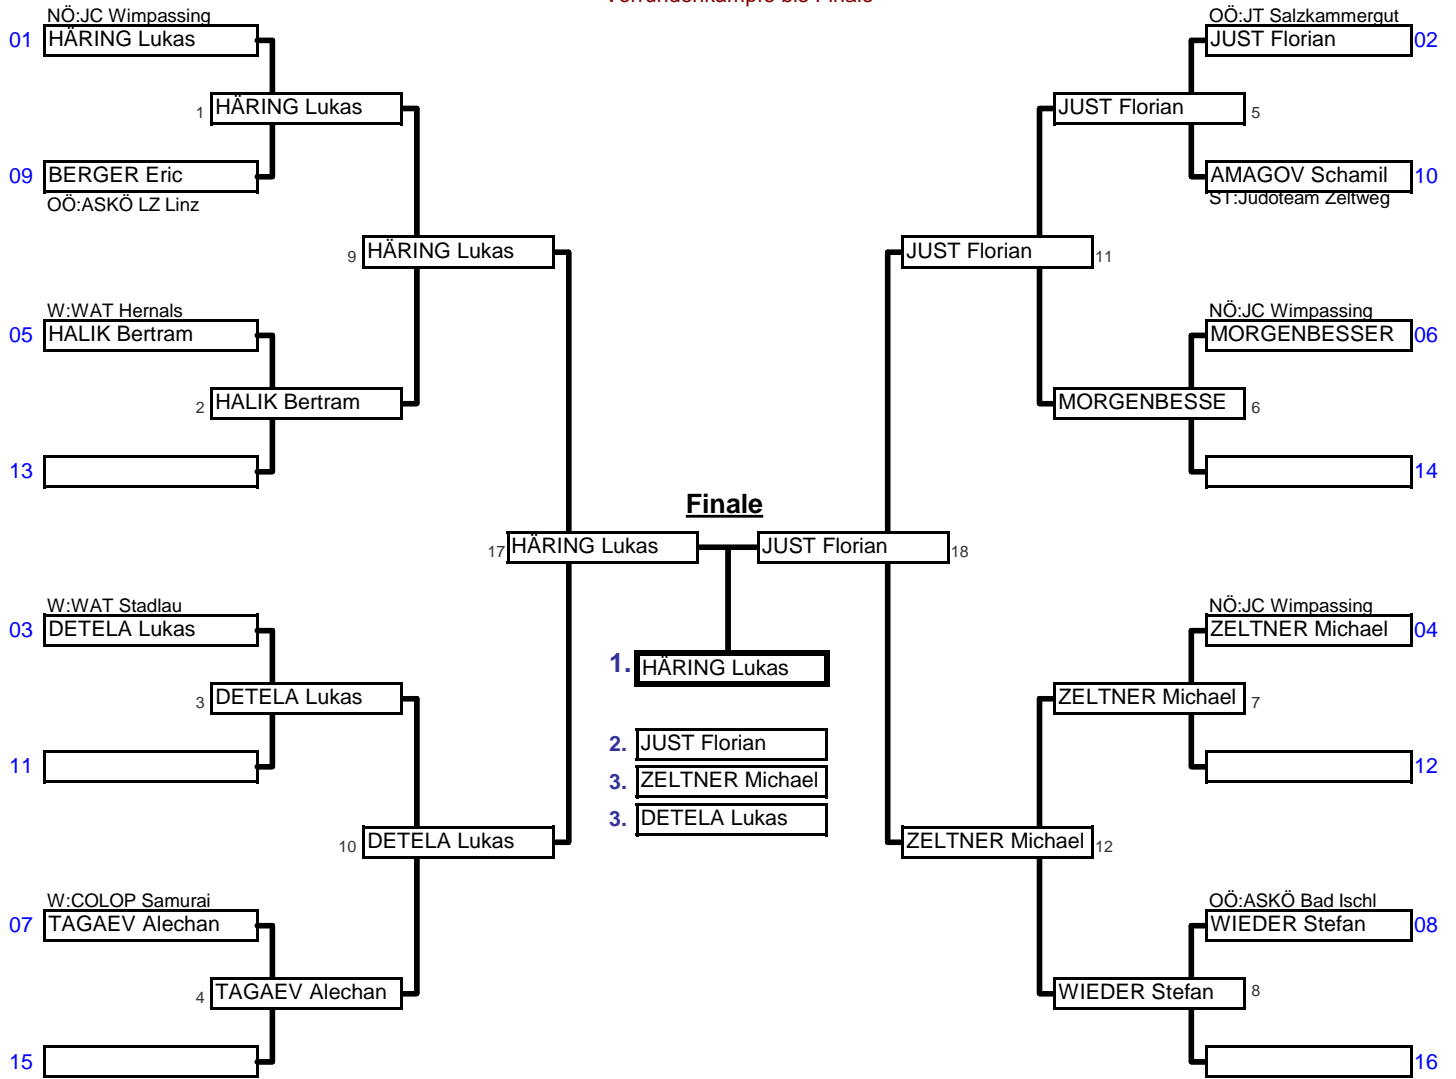 Vorrundenkämpfe bis Finale
NÖ:JC Wimpassing
01 HÄRING Lukas
1 HÄRING Lukas
09 BERGER Eric
OÖ:ASKÖ LZ Linz
9 HÄRING Lukas
W:WAT Hernals
05 HALIK Bertram
2 HALIK Bertram
13
17 HÄRING Lukas
W:WAT Stadlau
03 DETELA Lukas
3 DETELA Lukas
11
10 DETELA Lukas
W:COLOP Samurai
07 TAGAEV Alechan
4 TAGAEV Alechan
15
Finale
1. HÄRING Lukas
2. JUST Florian
3. ZELTNER Michael
3. DETELA Lukas
OÖ:JT Salzkammergut
JUST Florian 02
JUST Florian 5
AMAGOV Schamil 10
ST:Judoteam Zeltweg
JUST Florian 11
NÖ:JC Wimpassing
MORGENBESSER 06
MORGENBESSE 6
14
JUST Florian 18
NÖ:JC Wimpassing
ZELTNER Michael 04
ZELTNER Michael 7
12
ZELTNER Michael 12
OÖ:ASKÖ Bad Ischl
WIEDER Stefan 08
WIEDER Stefan 8
16